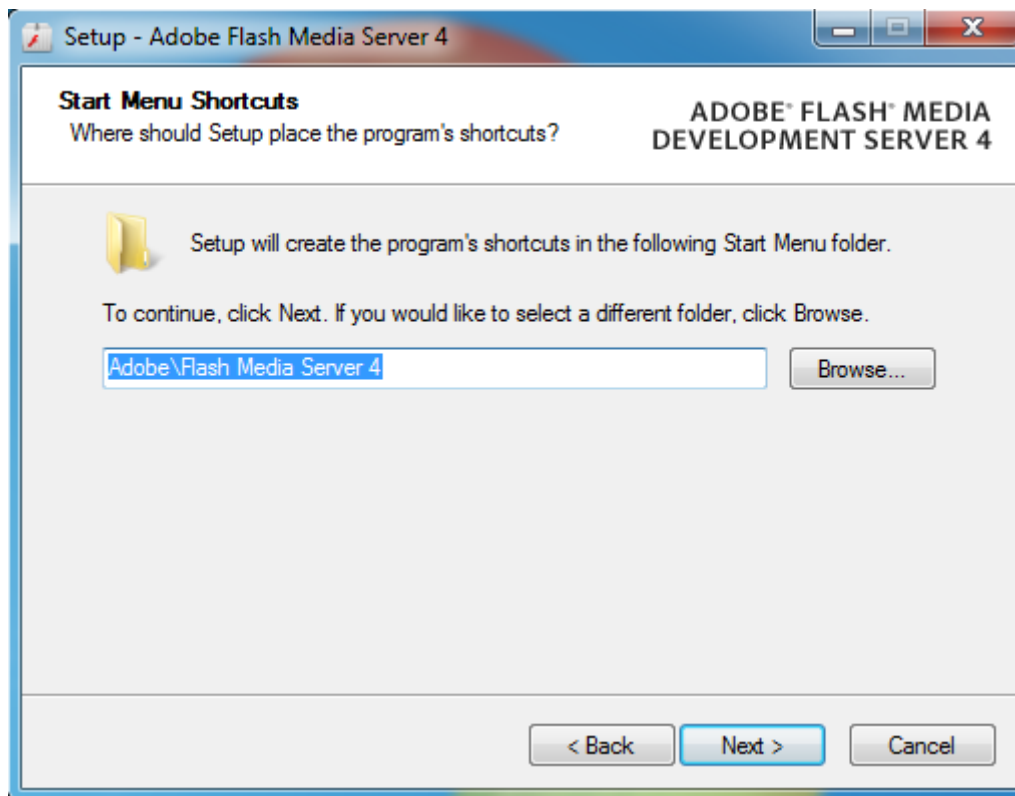 Setup - Adobe Flash Media Server 4
Start Menu Shortcuts
Where should Setup place the program's shortcuts?
ADOBE® FLASH® MEDIA
DEVELOPMENT SERVER 4
Setup will create the program's shortcuts in the following Start Menu folder.
To continue, click Next. If you would like to select a different folder, click Browse.
Adobe\Flash Media Server 4
Browse...
< Back
Next >
Cancel